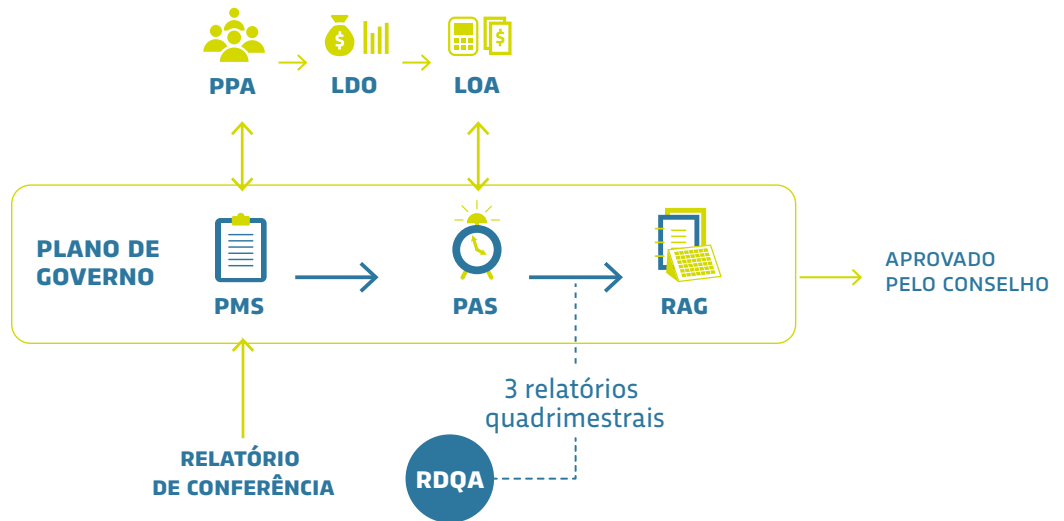 PPA
LDO
LOA
PLANO DE
GOVERNO
PMS
PAS
RAG
APROVADO
PELO CONSELHO
3 relatórios
quadrimestrais
RELATÓRIO
DE CONFERÊNCIA
RDQA